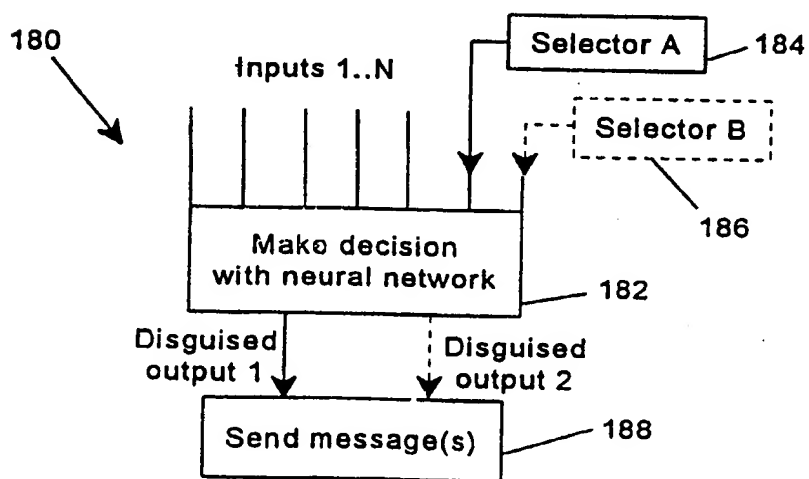 180
Inputs 1..N
Selector A
184
Selector B
186
Make decision
with neural network
182
Disguised
output 1
Disguised
output 2
Send message(s)
188